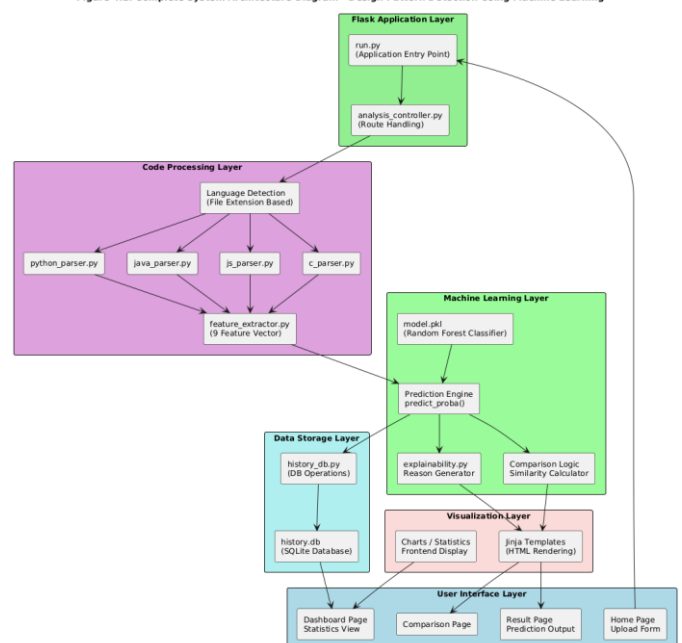 Flask Application Layer
run.py
(Application Entry Point)
analysis_controller.py
(Route Handling)
Code Processing Layer
Language Detection
(File Extension Based)
python_parser.py
java_parser.py
js_parser.py
c_parser.py
feature_extractor.py
(9 Feature Vector)
Machine Learning Layer
model.pkl
(Random Forest Classifier)
Prediction Engine
predict_proba()
explainability.py
Reason Generator
Comparison Logic
Similarity Calculator
Data Storage Layer
history_db.py
(DB Operations)
history.db
(SQLite Database)
Visualization Layer
Charts / Statistics
Frontend Display
Jinja Templates
(HTML Rendering)
User Interface Layer
Dashboard Page
Statistics View
Comparison Page
Result Page
Prediction Output
Home Page
Upload Form